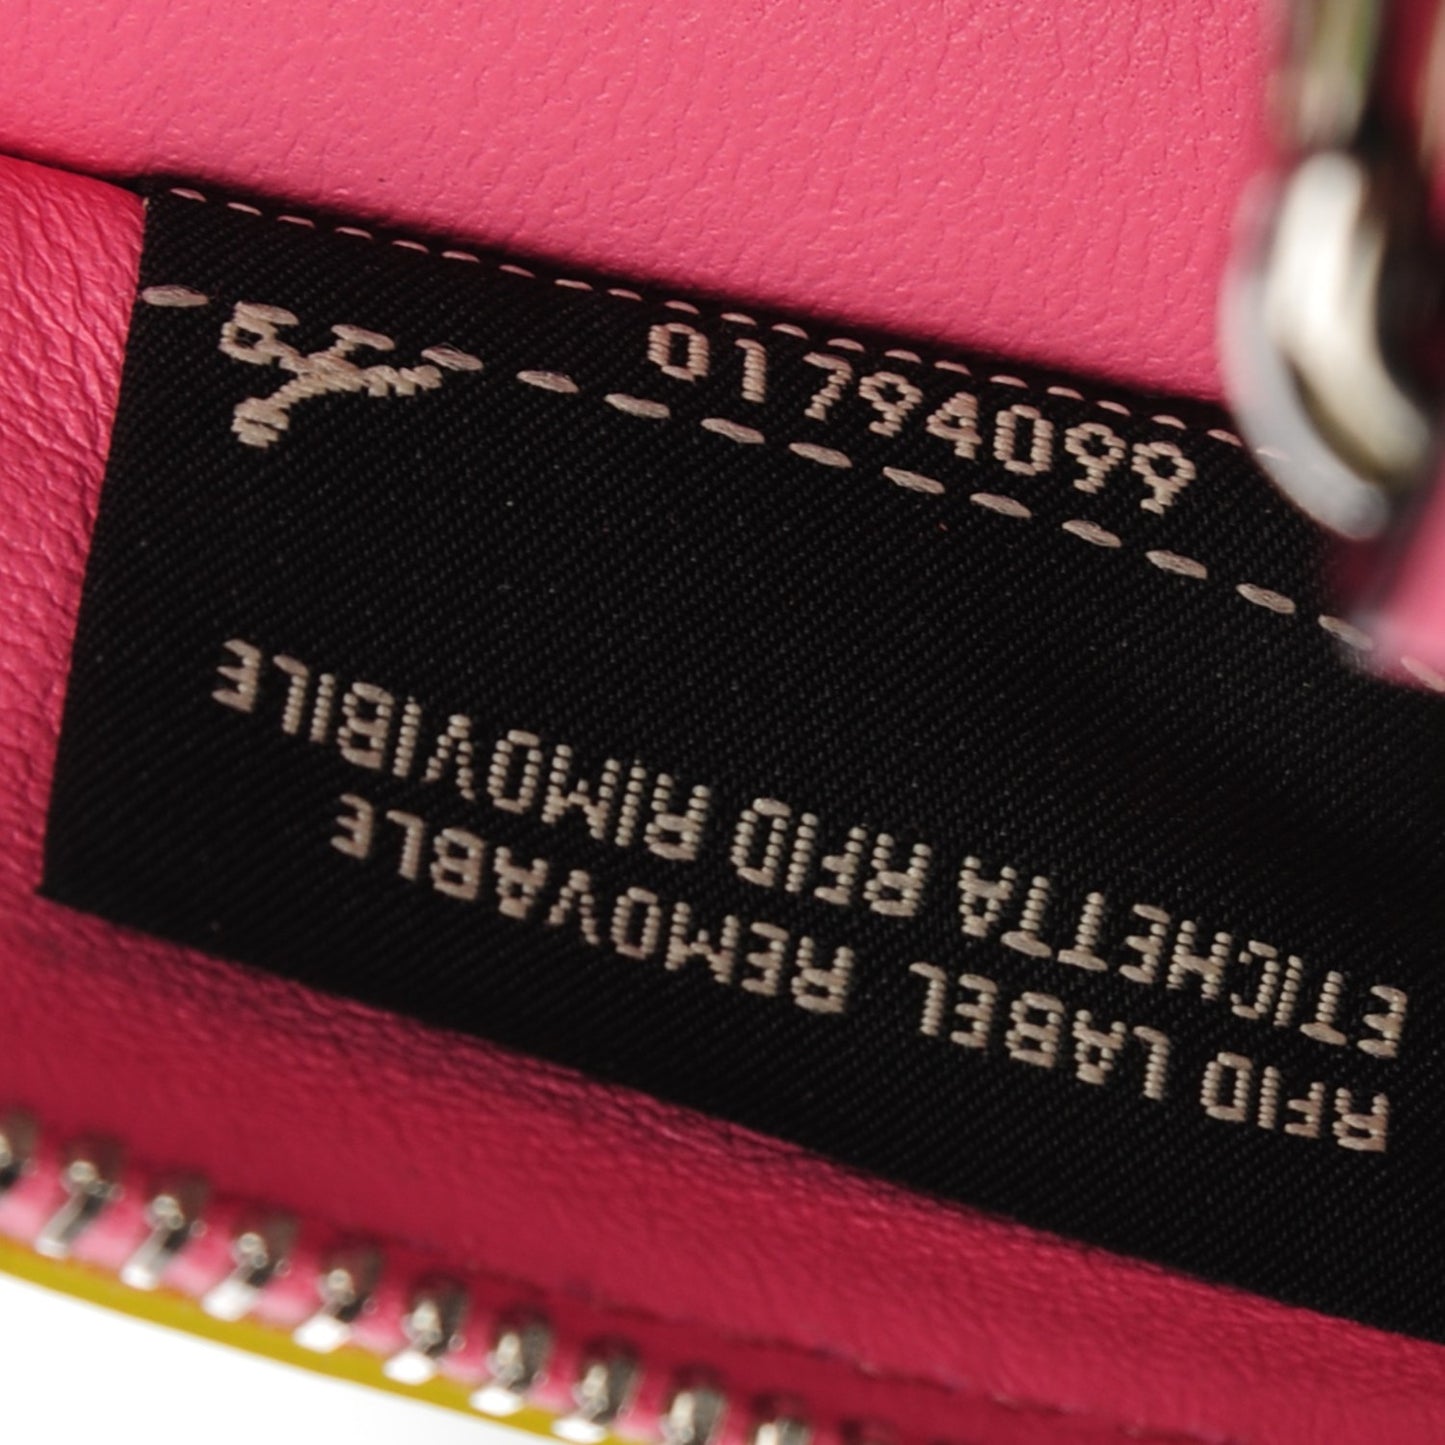 01794099
RFID LABEL REMOVABLE
ETICHETTA RFID RIMOVIBILE